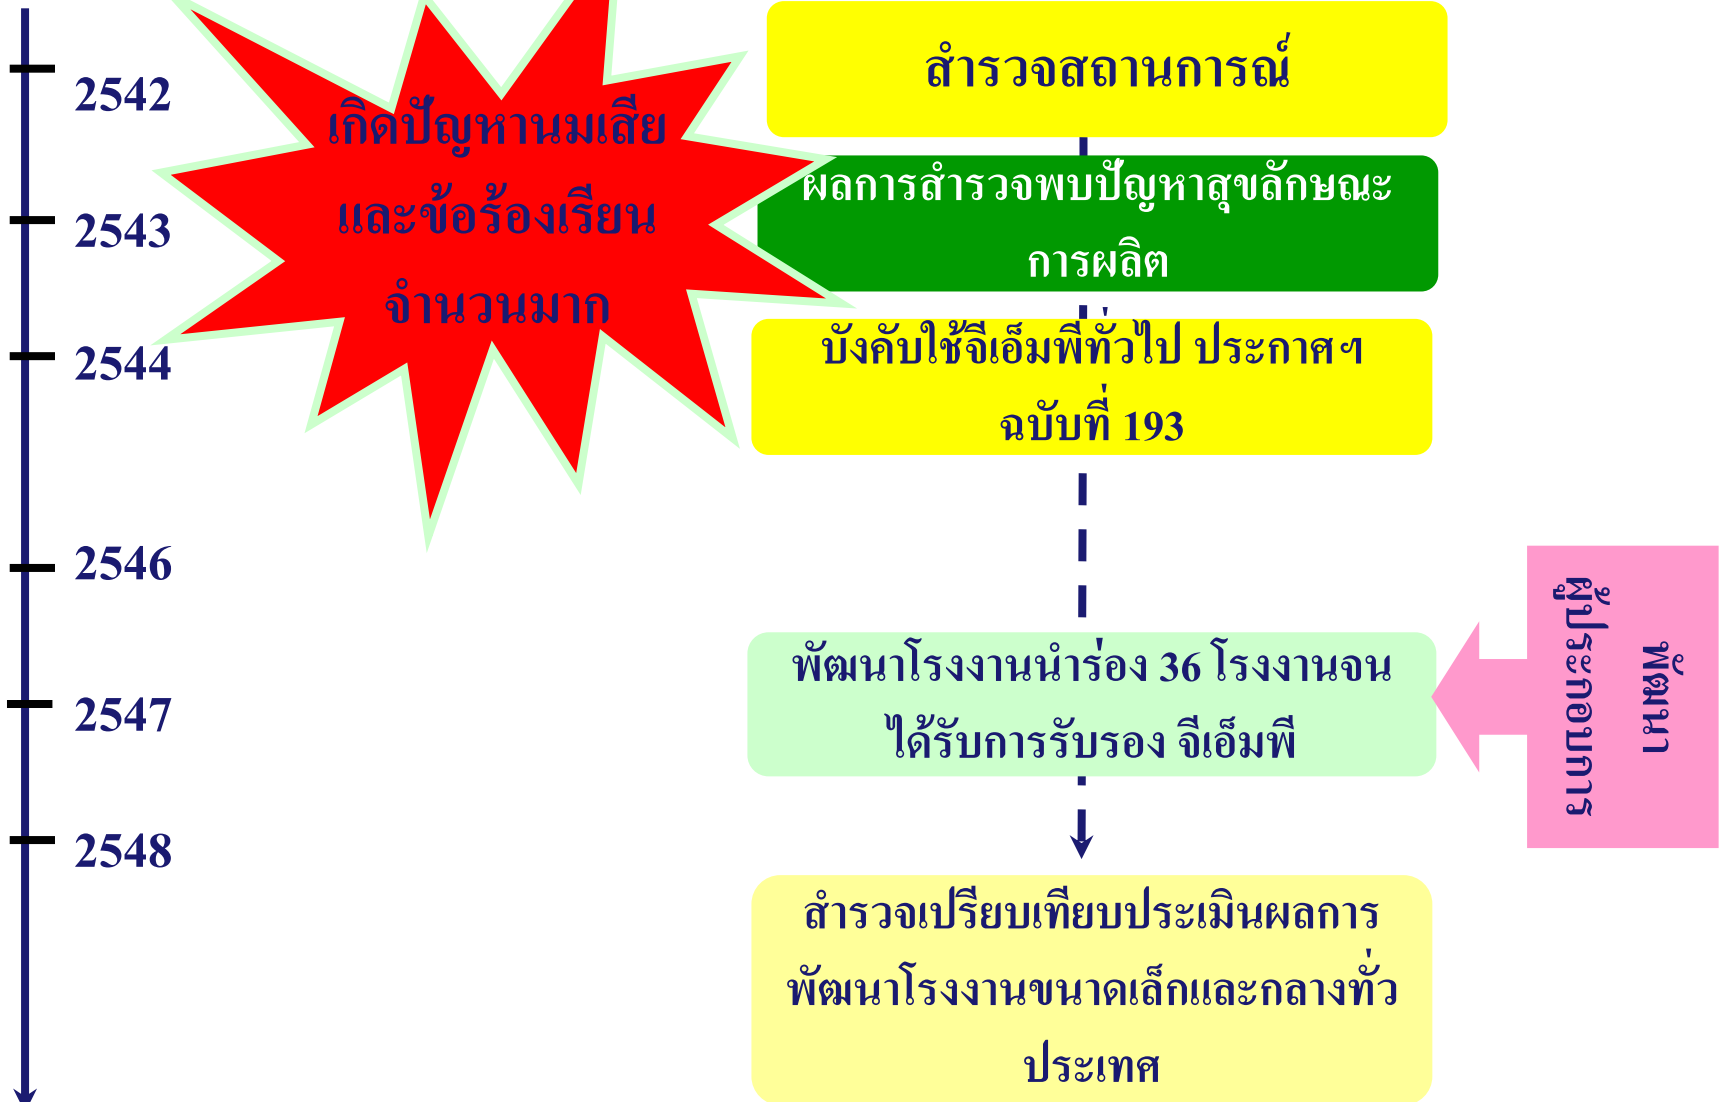 2542
2543
2544
2546
2547
2548
เกิดปัญหานมเสีย
และข้อร้องเรียน
จำนวนมาก
สำรวจสถานการณ์
ผลการสำรวจพบปัญหาสุขลักษณะ
การผลิต
บังคับใช้จีเอ็มพีทั่วไป ประกาศฯ
ฉบับที่ 193
พัฒนาโรงงานนำร่อง 36 โรงงานจน
ได้รับการรับรอง จีเอ็มพี
สำรวจเปรียบเทียบประเมินผลการ
พัฒนาโรงงานขนาดเล็กและกลางทั่ว
ประเทศ
พัฒนา
ผู้ประกอบการ